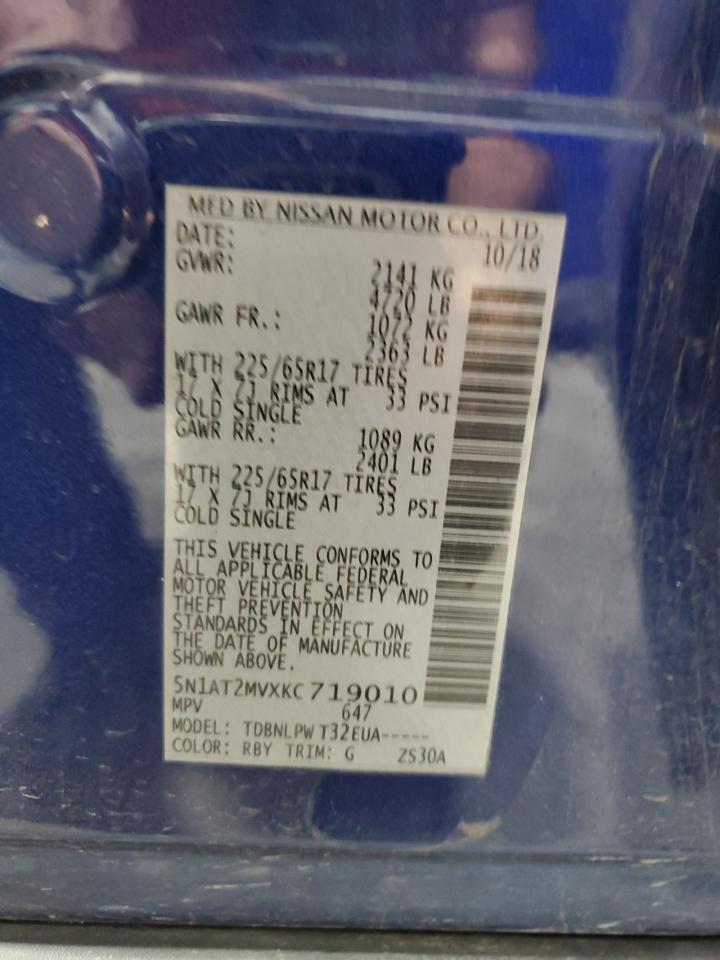 MFD BY NISSAN MOTOR CO., LTD.
DATE: 10/18
GVWR: 2141 KG
4720 LB
GAWR FR.: 1072 KG
2363 LB
WITH 225/65R17 TIRES
17 X 7J RIMS AT 33 PSI
COLD SINGLE
GAWR RR.: 1089 KG
2401 LB
WITH 225/65R17 TIRES
17 X 7J RIMS AT 33 PSI
COLD SINGLE
THIS VEHICLE CONFORMS TO
ALL APPLICABLE FEDERAL
MOTOR VEHICLE SAFETY AND
THEFT PREVENTION
STANDARDS IN EFFECT ON
THE DATE OF MANUFACTURE
SHOWN ABOVE.
5N1AT2MVXKC719010
MPV 647
MODEL: TDBNLPW T32EUA-----
COLOR: RBY TRIM: G ZS30A